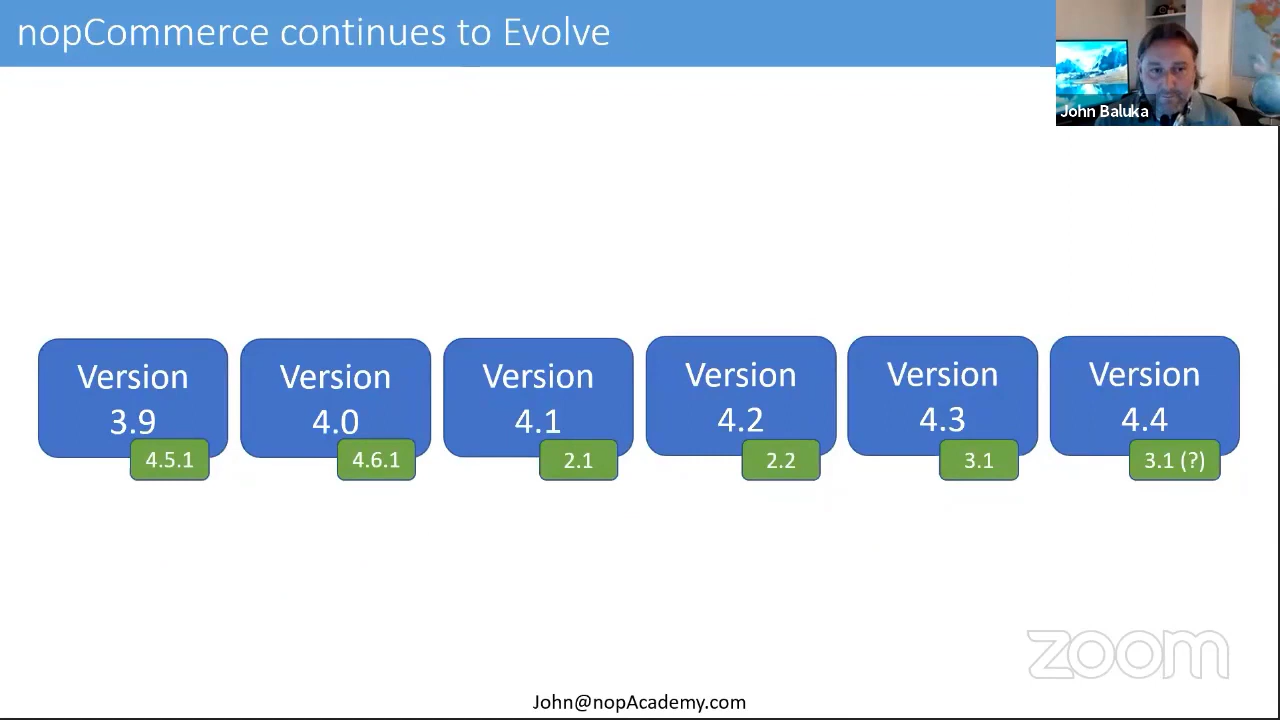 nopCommerce continues to Evolve
John Baluka
Version
3.9
4.5.1
Version
4.0
4.6.1
Version
4.1
2.1
Version
4.2
2.2
Version
4.3
3.1
Version
4.4
3.1 (?)
zoom
John@nopAcademy.com